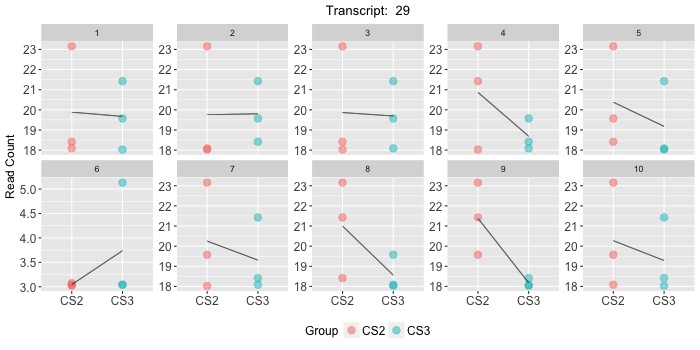 Transcript: 29
1 2 3 4 5
23 23 23 23 23
22 22 22 22 22
21 21 21 21 21
20 20 20 20 20
19 19 19 19 19
18 18 18 18 18
Read Count
6 7 8 9 10
5.0 23 23 23 23
4.5 22 22 22 22
4.0 21 21 21 21
3.5 20 20 20 20
3.0 19 19 19 19
18 18 18 18
CS2 CS3 CS2 CS3 CS2 CS3 CS2 CS3 CS2 CS3
Group CS2 CS3